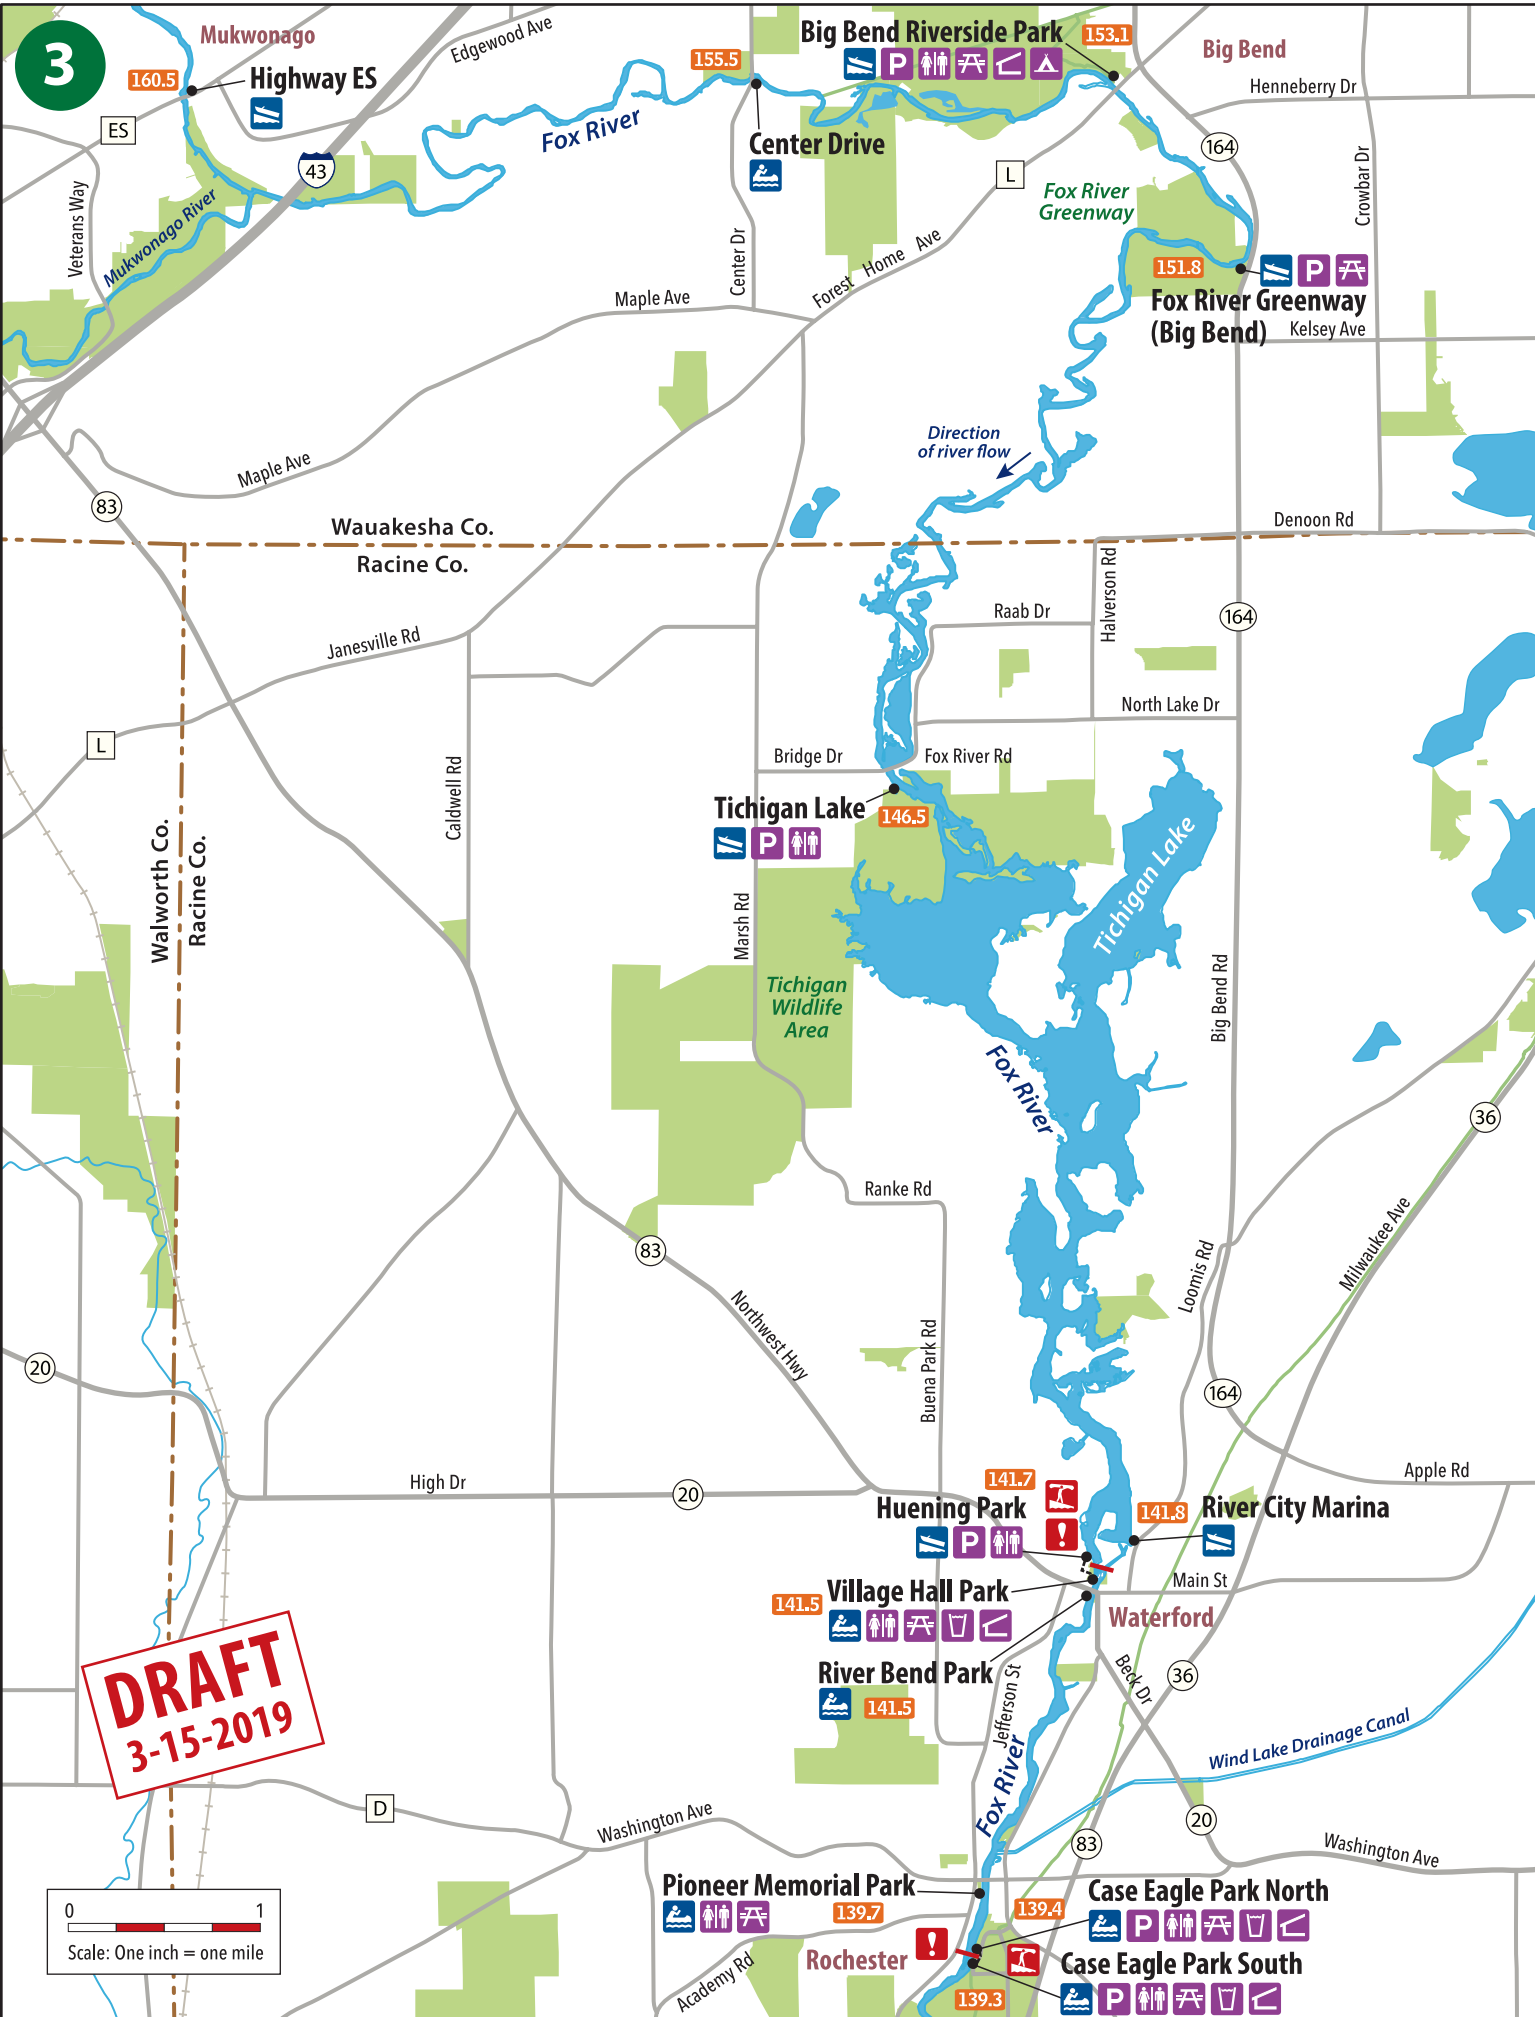 3
Mukwonago
160.5
Highway ES
ES
Edgewood Ave
43
Veterans Way
Mukwonago River
Fox River
155.5
Center Drive
Big Bend Riverside Park
P
153.1
Big Bend
Henneberry Dr
164
L
Crowbar Dr
Fox River
Greenway
151.8
P
Fox River Greenway
(Big Bend)
Kelsey Ave
Center Dr
Forest Home Ave
Maple Ave
Maple Ave
Direction
of river flow
83
Waukesha Co.
Racine Co.
Denoon Rd
Halverson Rd
Raab Dr
164
Janesville Rd
North Lake Dr
L
Bridge Dr
Fox River Rd
Caldwell Rd
Tichigan Lake
146.5
P
Walworth Co.
Racine Co.
Tichigan Lake
Marsh Rd
Big Bend Rd
Tichigan
Wildlife
Area
Fox River
36
Ranke Rd
83
Milwaukee Ave
Loomis Rd
Northwest Hwy
Buena Park Rd
20
164
High Dr
20
Apple Rd
141.7
Huening Park
P
!
141.8
River City Marina
Main St
141.5
Village Hall Park
Waterford
River Bend Park
141.5
Jefferson St
Beck Dr
36
DRAFT
3-15-2019
Wind Lake Drainage Canal
Fox River
D
Washington Ave
20
83
Washington Ave
Pioneer Memorial Park
139.7
139.4
Case Eagle Park North
P
Rochester
!
Case Eagle Park South
P
139.3
Academy Rd
0 1
Scale: One inch = one mile